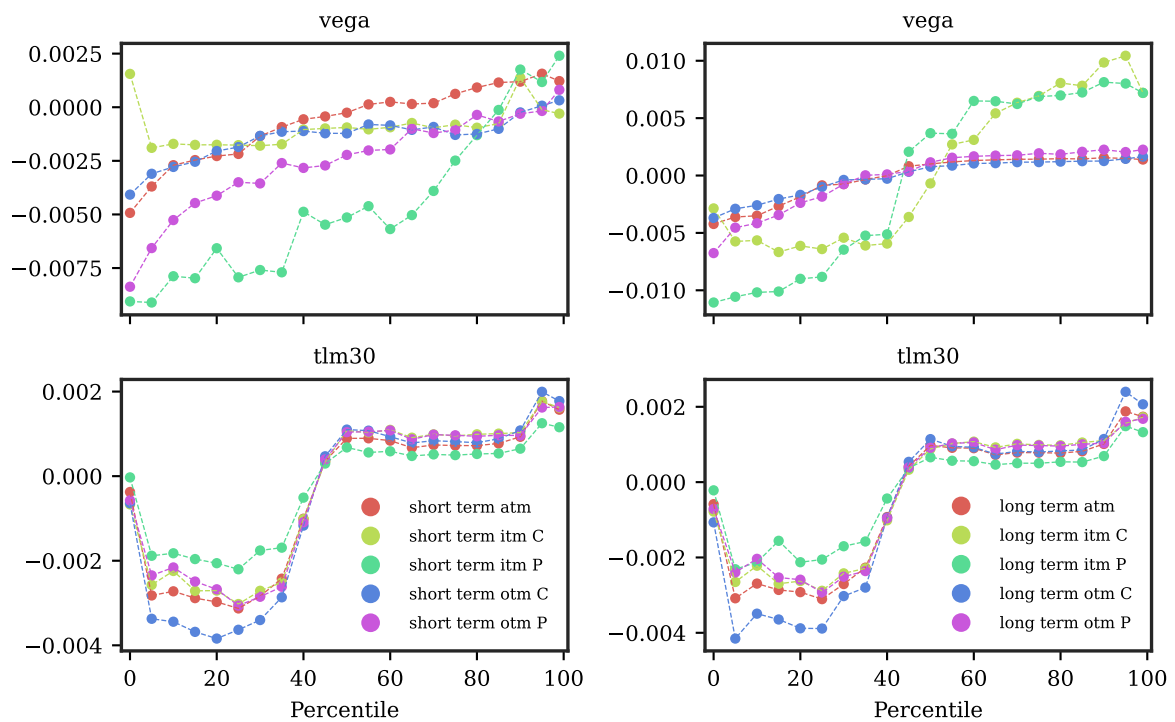 vega
0.0025
0.0000
−0.0025
−0.0050
−0.0075
vega
0.010
0.005
0.000
−0.005
−0.010
tlm30
0.002
0.000
−0.002
−0.004
0
20
40
60
80
100
Percentile
short term atm
short term itm C
short term itm P
short term otm C
short term otm P
tlm30
0.002
0.000
−0.002
−0.004
0
20
40
60
80
100
Percentile
long term atm
long term itm C
long term itm P
long term otm C
long term otm P